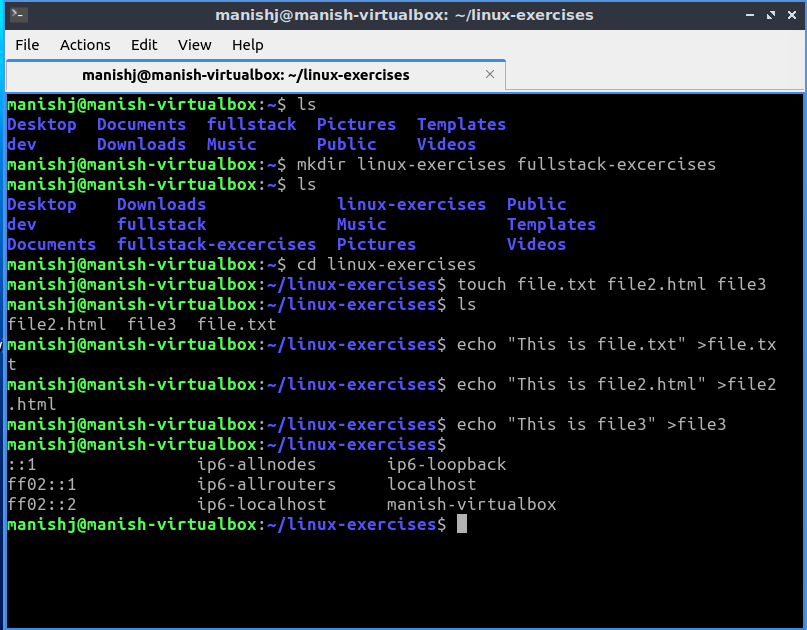 manishj@manish-virtualbox: ~/linux-exercises
File Actions Edit View Help
manishj@manish-virtualbox: ~/linux-exercises
manishj@manish-virtualbox:~$ ls
Desktop Documents fullstack Pictures Templates
dev Downloads Music Public Videos
manishj@manish-virtualbox:~$ mkdir linux-exercises fullstack-excercises
manishj@manish-virtualbox:~$ ls
Desktop Downloads linux-exercises Public
dev fullstack Music Templates
Documents fullstack-excercises Pictures Videos
manishj@manish-virtualbox:~$ cd linux-exercises
manishj@manish-virtualbox:~/linux-exercises$ touch file.txt file2.html file3
manishj@manish-virtualbox:~/linux-exercises$ ls
file2.html file3 file.txt
manishj@manish-virtualbox:~/linux-exercises$ echo "This is file.txt" >file.tx
t
manishj@manish-virtualbox:~/linux-exercises$ echo "This is file2.html" >file2
.html
manishj@manish-virtualbox:~/linux-exercises$ echo "This is file3" >file3
manishj@manish-virtualbox:~/linux-exercises$
::1 ip6-allnodes ip6-loopback
ff02::1 ip6-allrouters localhost
ff02::2 ip6-localhost manish-virtualbox
manishj@manish-virtualbox:~/linux-exercises$